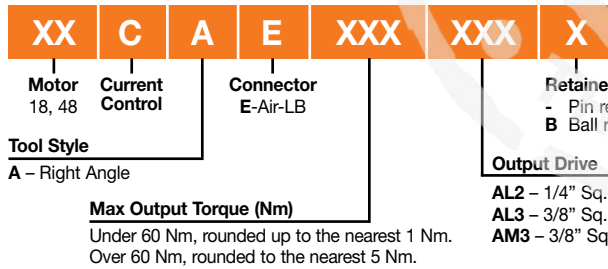 XX C A E XXX XXX X
Motor Current Connector Retaine
18, 48 Control E-Air-LB - Pin re
B Ball r
Tool Style
A – Right Angle
Output Drive
AL2 – 1/4" Sq.
Max Output Torque (Nm) AL3 – 3/8" Sq.
Under 60 Nm, rounded up to the nearest 1 Nm. AM3 – 3/8" Sq
Over 60 Nm, rounded to the nearest 5 Nm.